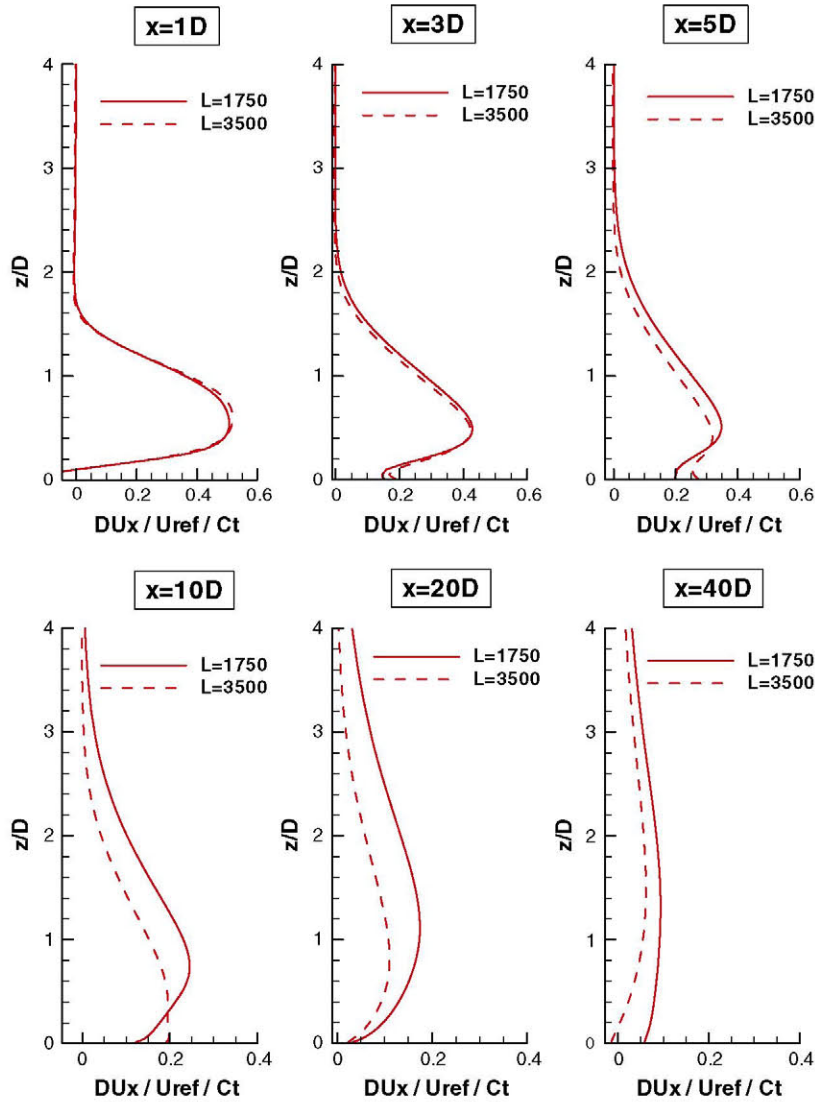 x=1D
x=3D
x=5D
4
3
2
1
0
z/D
L=1750
L=3500
0 0.2 0.4 0.6
DUx / Uref / Ct
4
3
2
1
0
z/D
L=1750
L=3500
0 0.2 0.4 0.6
DUx / Uref / Ct
4
3
2
1
0
z/D
L=1750
L=3500
0 0.2 0.4 0.6
DUx / Uref / Ct
x=10D
x=20D
x=40D
4
3
2
1
0
z/D
L=1750
L=3500
0 0.2 0.4
DUx / Uref / Ct
4
3
2
1
0
z/D
L=1750
L=3500
0 0.2 0.4
DUx / Uref / Ct
4
3
2
1
0
z/D
L=1750
L=3500
0 0.2 0.4
DUx / Uref / Ct